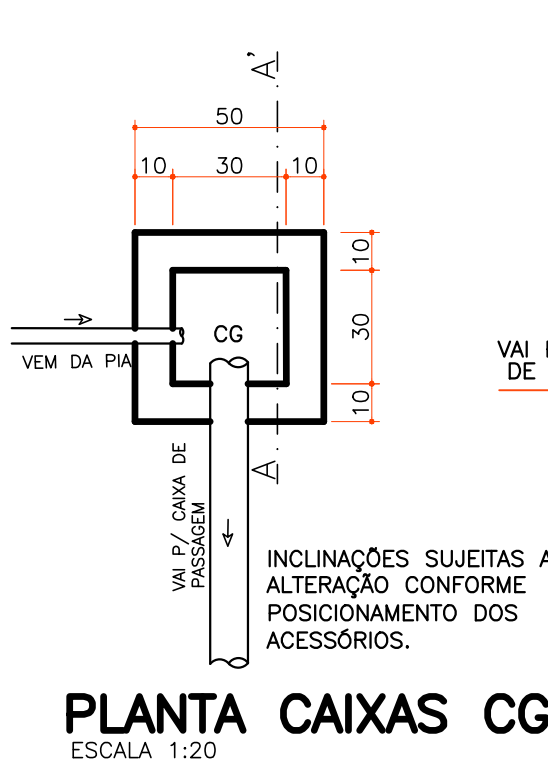 A'
50
10 30 10
10
30
10
CG
VEM DA PIA
VAI P/ CAIXA DE
PASSAGEM
A
VAI
DE
INCLINAÇÕES SUJEITAS A
ALTERAÇÃO CONFORME
POSICIONAMENTO DOS
ACESSÓRIOS.
PLANTA CAIXAS CG
ESCALA 1:20